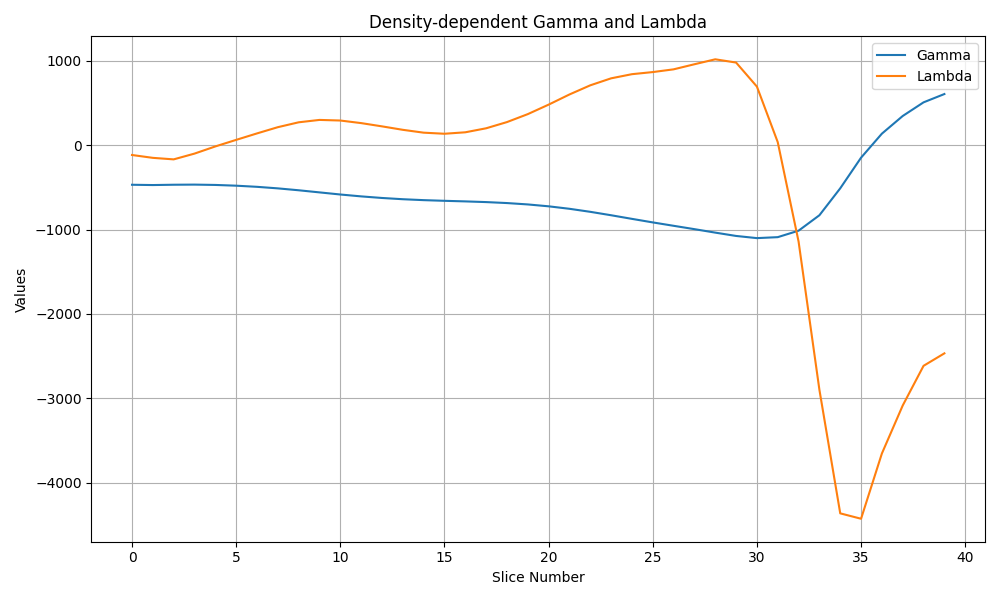 Density-dependent Gamma and Lambda
Gamma
Lambda
1000
0
−1000
−2000
−3000
−4000
Values
0 5 10 15 20 25 30 35 40
Slice Number